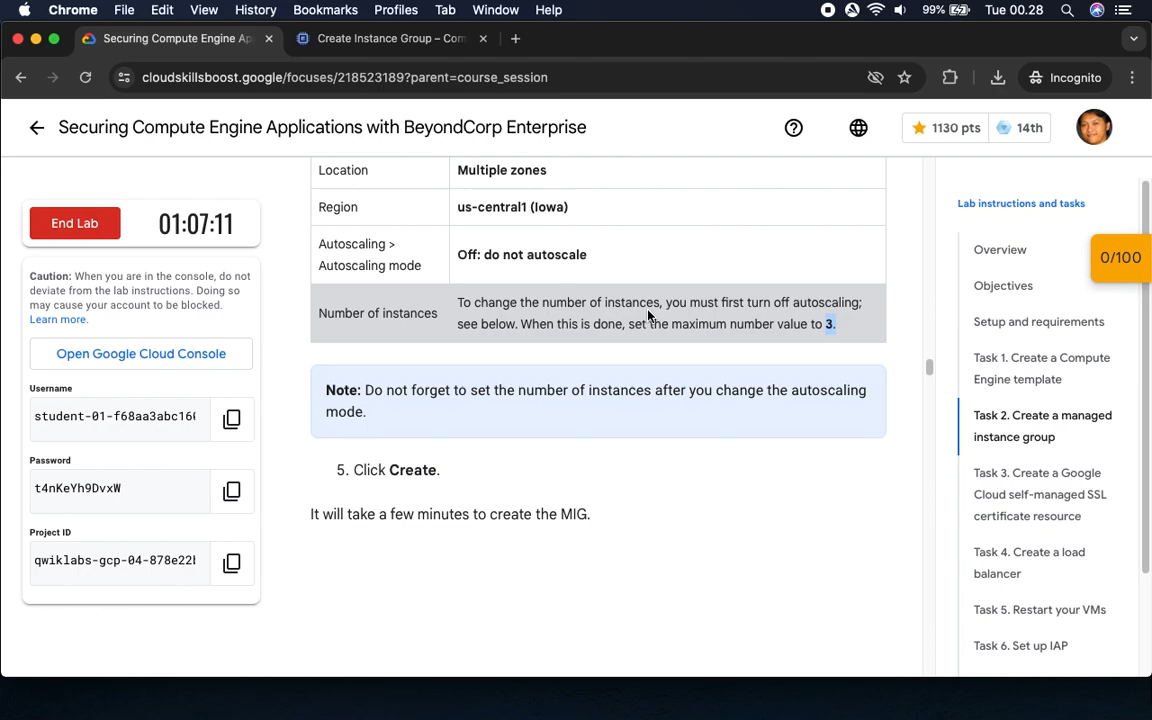 Chrome File Edit View History Bookmarks Profiles Tab Window Help 99% Tue 00.28
Securing Compute Engine Ap Create Instance Group – Com
cloudskillsboost.google/focuses/218523189?parent=course_session Incognito
Securing Compute Engine Applications with BeyondCorp Enterprise 1130 pts 14th
End Lab 01:07:11
Caution: When you are in the console, do not
deviate from the lab instructions. Doing so
may cause your account to be blocked.
Learn more.
Open Google Cloud Console
Username
student-01-f68aa3abc160
Password
t4nKeYh9DvxW
Project ID
qwiklabs-gcp-04-878e22b
Location Multiple zones
Region us-central1 (Iowa)
Autoscaling >
Autoscaling mode
Off: do not autoscale
Number of instances
To change the number of instances, you must first turn off autoscaling;
see below. When this is done, set the maximum number value to 3.
Note: Do not forget to set the number of instances after you change the autoscaling
mode.
5. Click Create.
It will take a few minutes to create the MIG.
Lab instructions and tasks
0/100
Overview
Objectives
Setup and requirements
Task 1. Create a Compute
Engine template
Task 2. Create a managed
instance group
Task 3. Create a Google
Cloud self-managed SSL
certificate resource
Task 4. Create a load
balancer
Task 5. Restart your VMs
Task 6. Set up IAP